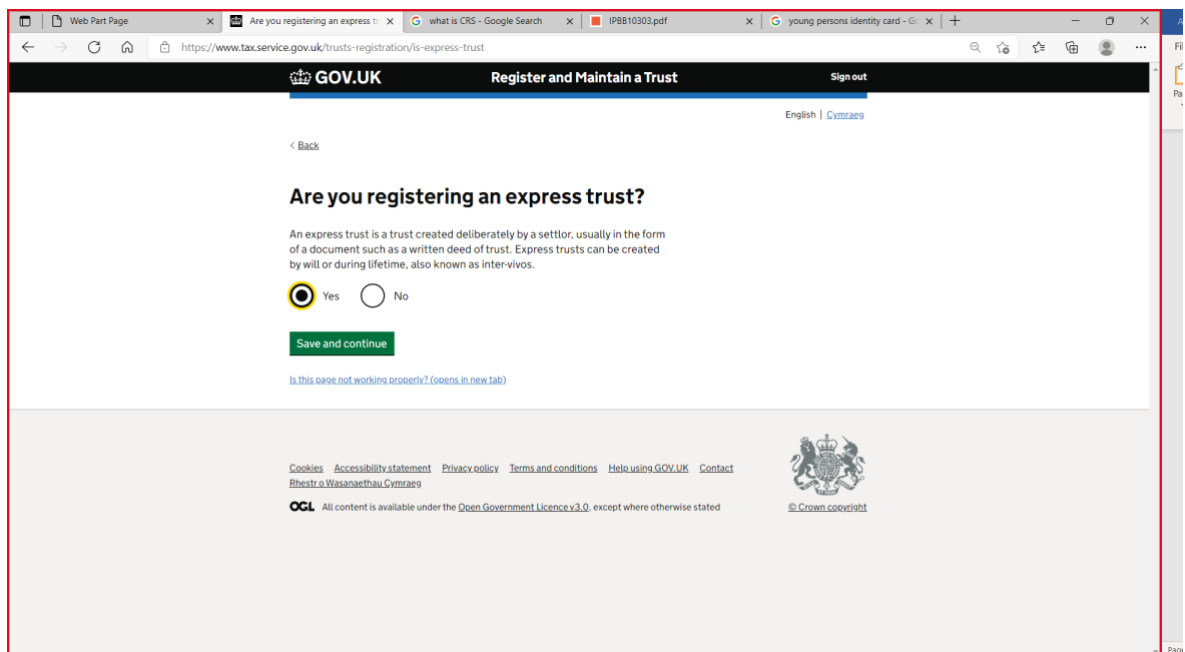 Web Part Page
Are you registering an express tr
what is CRS - Google Search
IPBB10303.pdf
young persons identity card - Go
https://www.tax.service.gov.uk/trusts-registration/is-express-trust
GOV.UK
Register and Maintain a Trust
Sign out
English | Cymraeg
< Back
Are you registering an express trust?
An express trust is a trust created deliberately by a settlor, usually in the form
of a document such as a written deed of trust. Express trusts can be created
by will or during lifetime, also known as inter-vivos.
Yes
No
Save and continue
Is this page not working properly? (opens in new tab)
Cookies Accessibility statement Privacy policy Terms and conditions Help using GOV.UK Contact
Rhestr o Wasanaethau Cymraeg
OGL All content is available under the Open Government Licence v3.0, except where otherwise stated
© Crown copyright